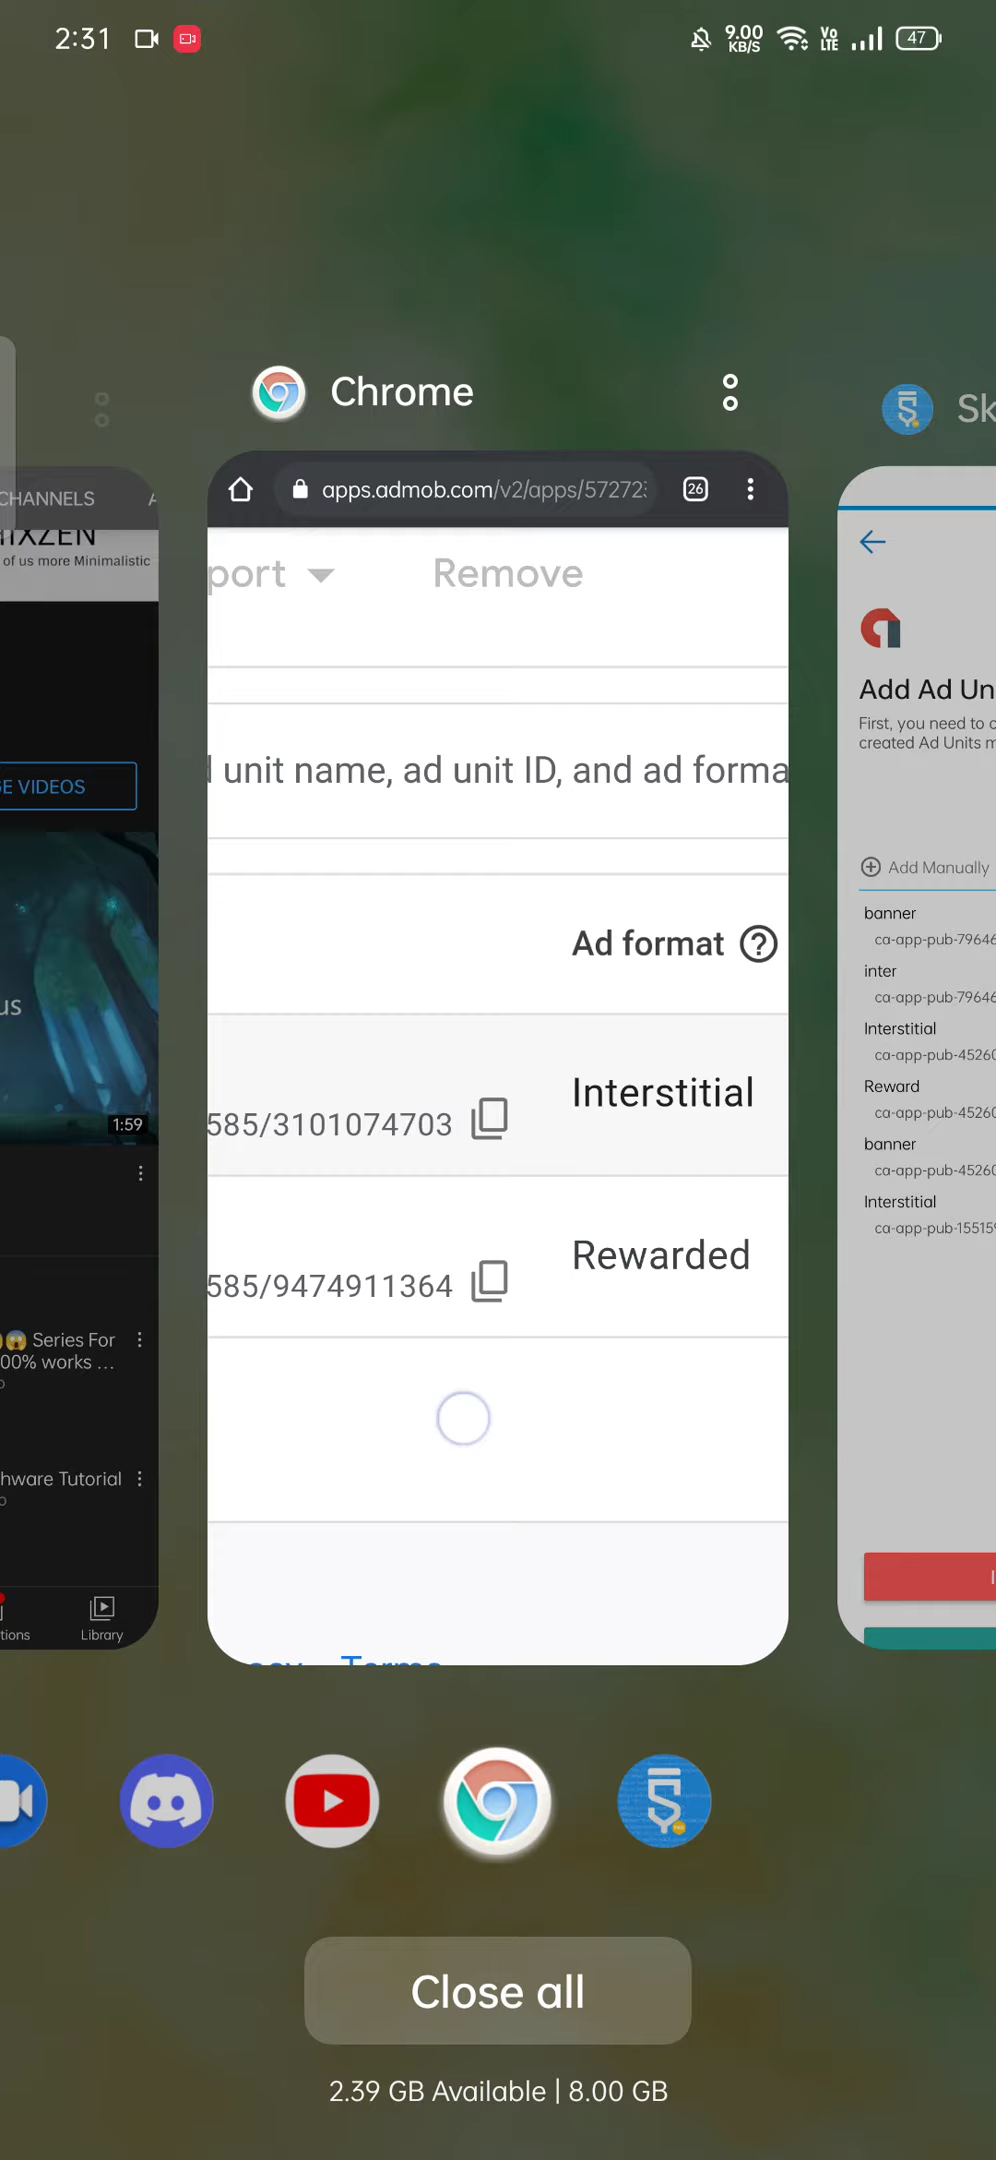 2:31
9.00
KB/S
Vo
LTE
47
Chrome
Sk
CHANNELS
A
of us more Minimalistic
E VIDEOS
us
1:59
Series For
00% works ...
hware Tutorial
tions
Library
apps.admob.com/v2/apps/57272
26
port
Remove
unit name, ad unit ID, and ad forma
Ad format
Interstitial
585/3101074703
Rewarded
585/9474911364
Terms
Add Ad Un
First, you need to c
created Ad Units m
Add Manually
banner
ca-app-pub-79646
inter
ca-app-pub-79646
Interstitial
ca-app-pub-45260
Reward
ca-app-pub-45260
banner
ca-app-pub-45260
Interstitial
ca-app-pub-15515
Close all
2.39 GB Available | 8.00 GB